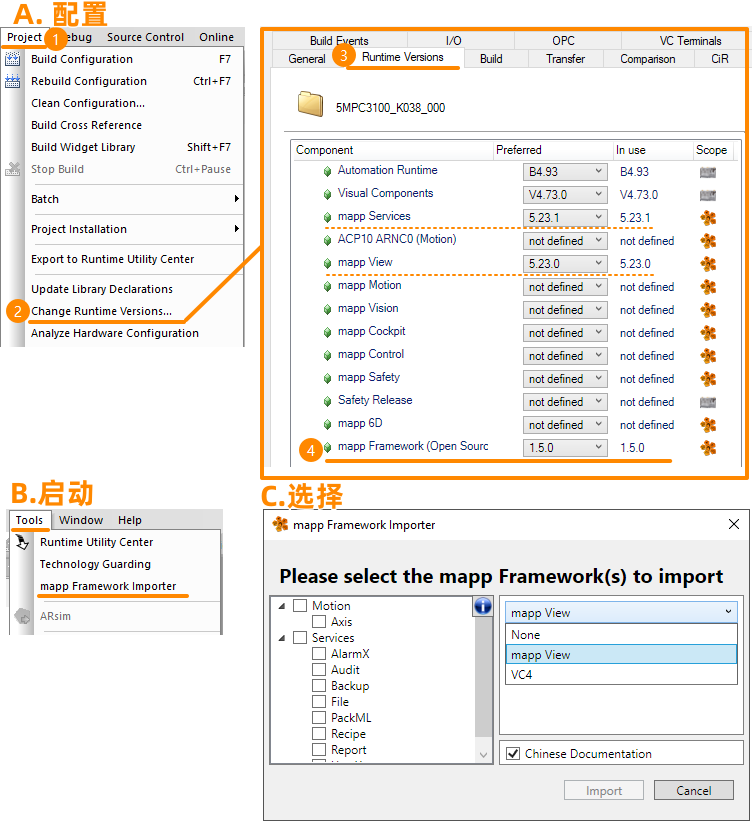 A. 配置
Project
1
ebug
Source Control
Online
Build Configuration F7
Rebuild Configuration Ctrl+F7
Clean Configuration...
Build Cross Reference
Build Widget Library Shift+F7
Stop Build Ctrl+Pause
Batch
Project Installation
Export to Runtime Utility Center
Update Library Declarations
2 Change Runtime Versions...
Analyze Hardware Configuration
Build Events I/O OPC VC Terminals
General 3 Runtime Versions Build Transfer Comparison CiR
5MPC3100_K038_000
Component Preferred In use Scope
Automation Runtime B4.93 B4.93
Visual Components V4.73.0 V4.73.0
mapp Services 5.23.1 5.23.1
ACP10 ARNC0 (Motion) not defined not defined
mapp View 5.23.0 5.23.0
mapp Motion not defined not defined
mapp Vision not defined not defined
mapp Cockpit not defined not defined
mapp Control not defined not defined
mapp Safety not defined not defined
Safety Release not defined not defined
mapp 6D not defined not defined
4 mapp Framework (Open Sourc 1.5.0 1.5.0
B.启动
Tools Window Help
Runtime Utility Center
Technology Guarding
mapp Framework Importer
ARsim
C.选择
mapp Framework Importer
Please select the mapp Framework(s) to import
Motion
Axis
Services
AlarmX
Audit
Backup
File
PackML
Recipe
Report
mapp View
None
mapp View
VC4
Chinese Documentation
Import Cancel